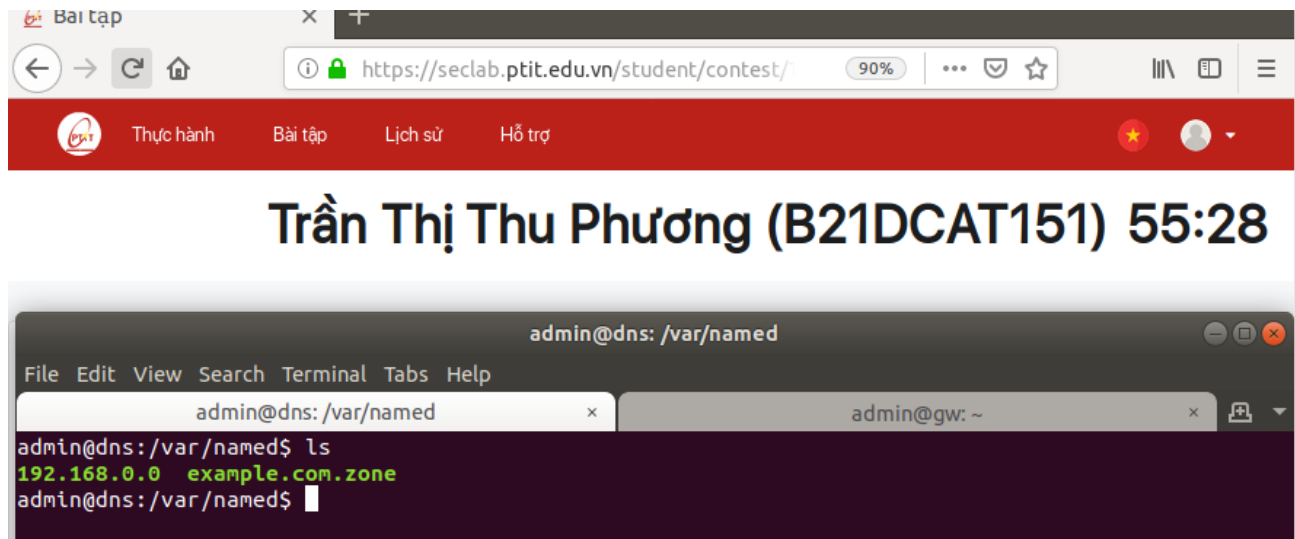 Bài tập
https://seclab.ptit.edu.vn/student/contest/
90%
PTIT
Thực hành Bài tập Lịch sử Hỗ trợ
Trần Thị Thu Phương (B21DCAT151) 55:28
admin@dns: /var/named
File Edit View Search Terminal Tabs Help
admin@dns: /var/named × admin@gw: ~ ×
admin@dns:/var/named$ ls
192.168.0.0 example.com.zone
admin@dns:/var/named$